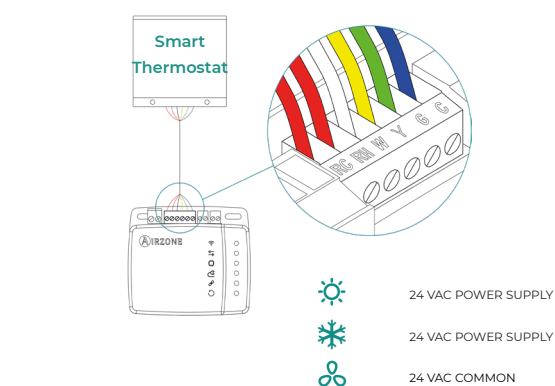 Smart
Thermostat
RC RH W Y G C
AIRZONE
24 VAC POWER SUPPLY
24 VAC POWER SUPPLY
24 VAC COMMON